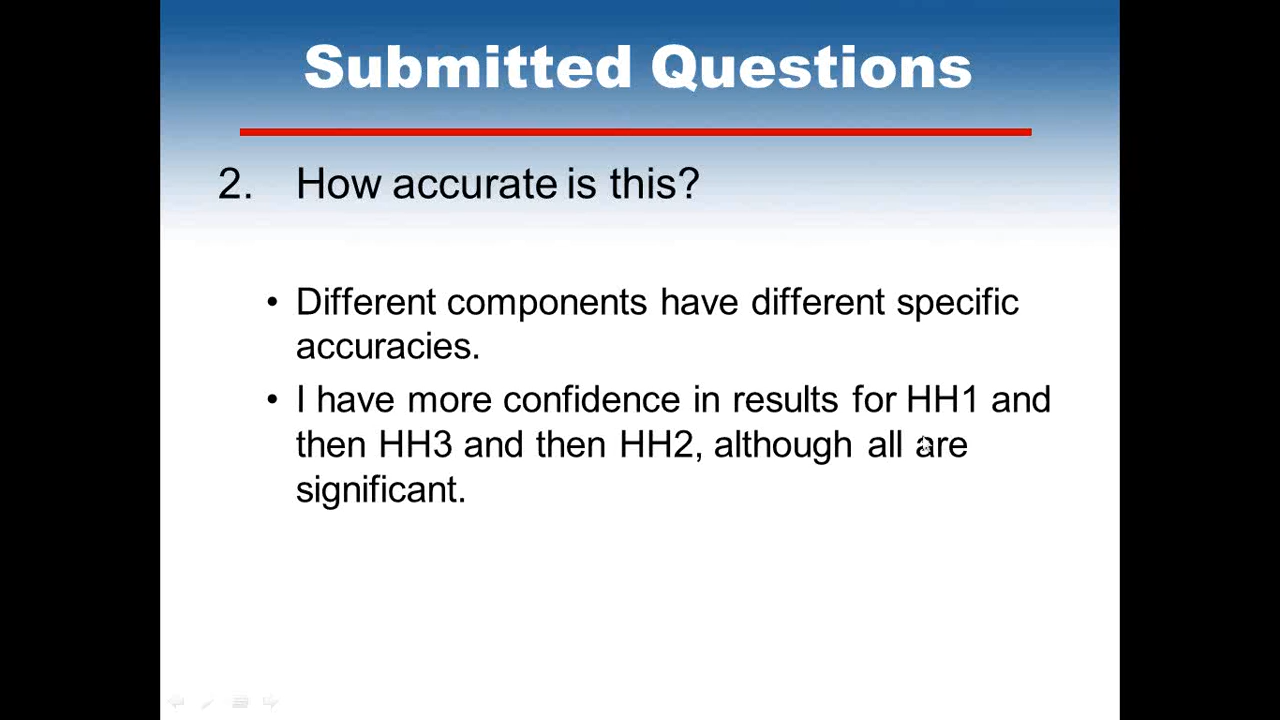 Submitted Questions
2. How accurate is this?
• Different components have different specific
accuracies.
• I have more confidence in results for HH1 and
then HH3 and then HH2, although all are
significant.